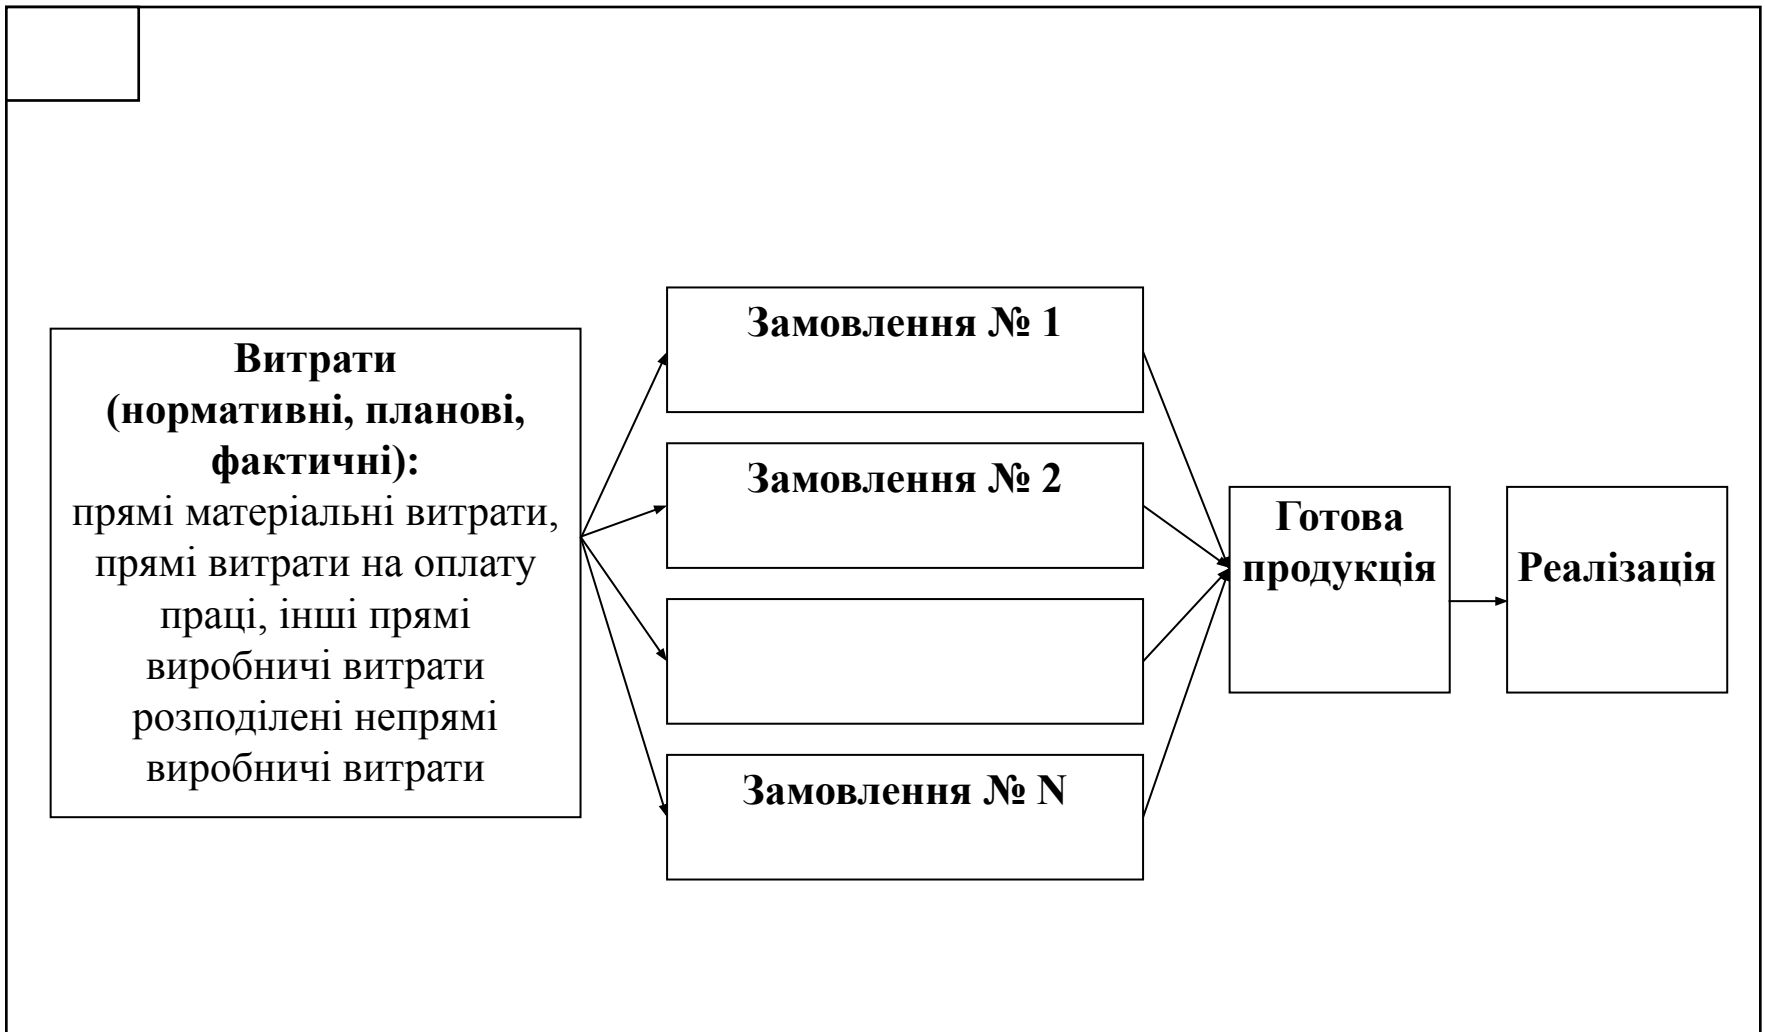 Витрати
(нормативні, планові,
фактичні):
прямі матеріальні витрати,
прямі витрати на оплату
праці, інші прямі
виробничі витрати
розподілені непрямі
виробничі витрати
Замовлення № 1
Замовлення № 2
Замовлення № N
Готова
продукція
Реалізація